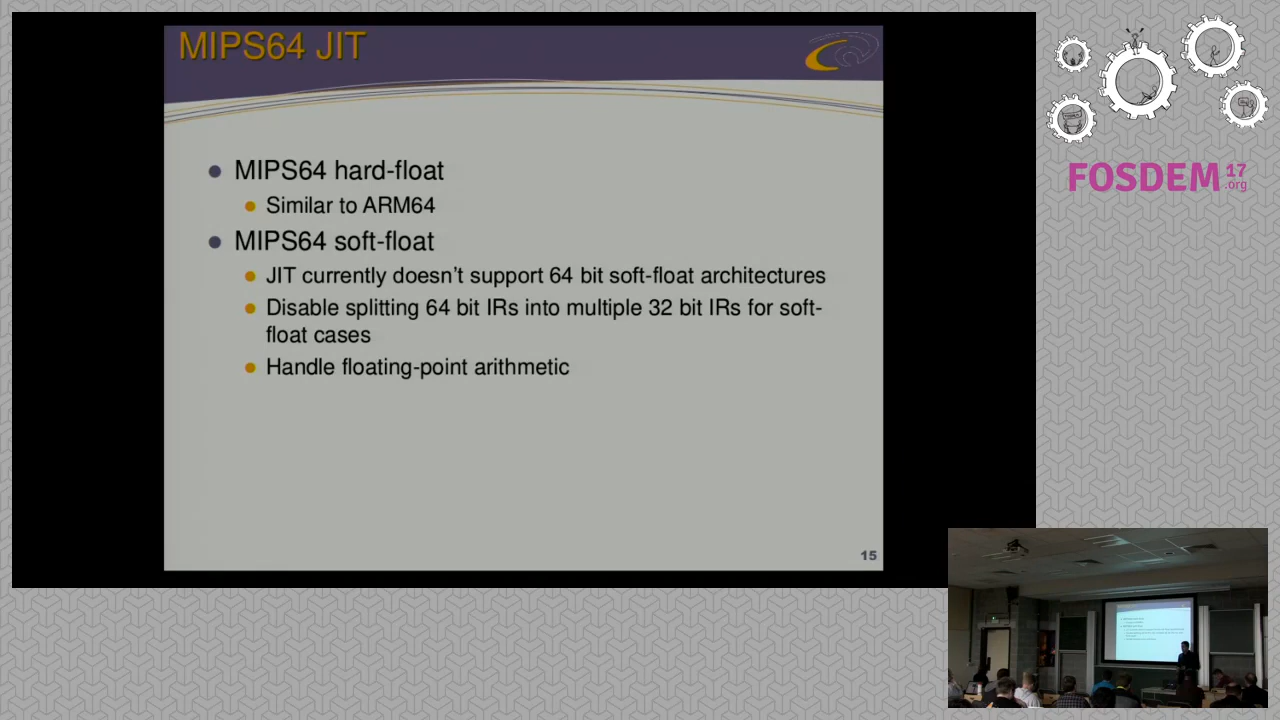 MIPS64 JIT
MIPS64 hard-float
Similar to ARM64
MIPS64 soft-float
JIT currently doesn't support 64 bit soft-float architectures
Disable splitting 64 bit IRs into multiple 32 bit IRs for soft-
float cases
Handle floating-point arithmetic
15
FOSDEM 17
.org